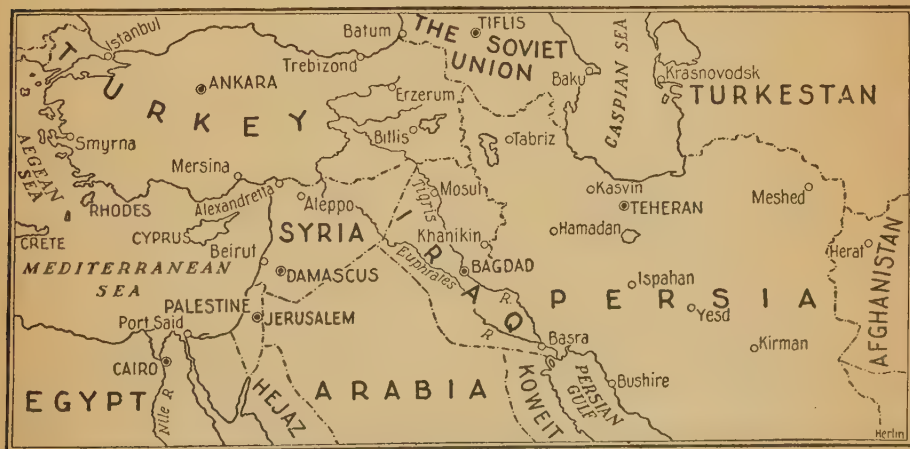 TURKEY
Istanbul
ANKARA
Smyrna
AEGEAN SEA
RHODES
CRETE
Mersina
Alexandretta
Trebizond
Batum
Erzerum
Bitlis
THE SOVIET UNION
TIFLIS
Baku
CASPIAN SEA
Krasnovodsk
TURKESTAN
Tabriz
Kasvin
TEHERAN
Meshed
Hamadan
Herat
AFGHANISTAN
CYPRUS
Aleppo
SYRIA
Beirut
DAMASCUS
MEDITERRANEAN SEA
PALESTINE
JERUSALEM
Port Said
CAIRO
EGYPT
Nile R
HEJAZ
ARABIA
IRAQ
Mosul
Tigris
R.
Khanikin
BAGDAD
Euphrates
R
Basra
KOWEIT
PERSIAN GULF
Bushire
PERSIA
Ispahan
Yesd
Kirman
Herlin